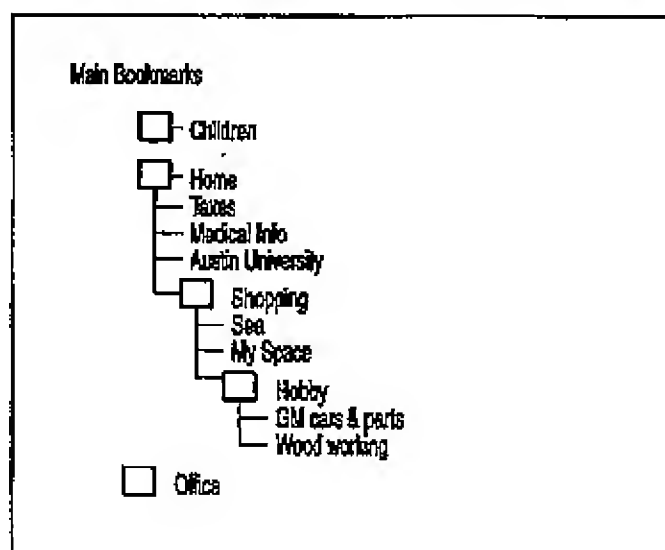 Main Bookmarks
Children
Home
Taxes
Medical Info
Austin University
Shopping
Sea
My Space
Hobby
GM cars & parts
Wood working
Office